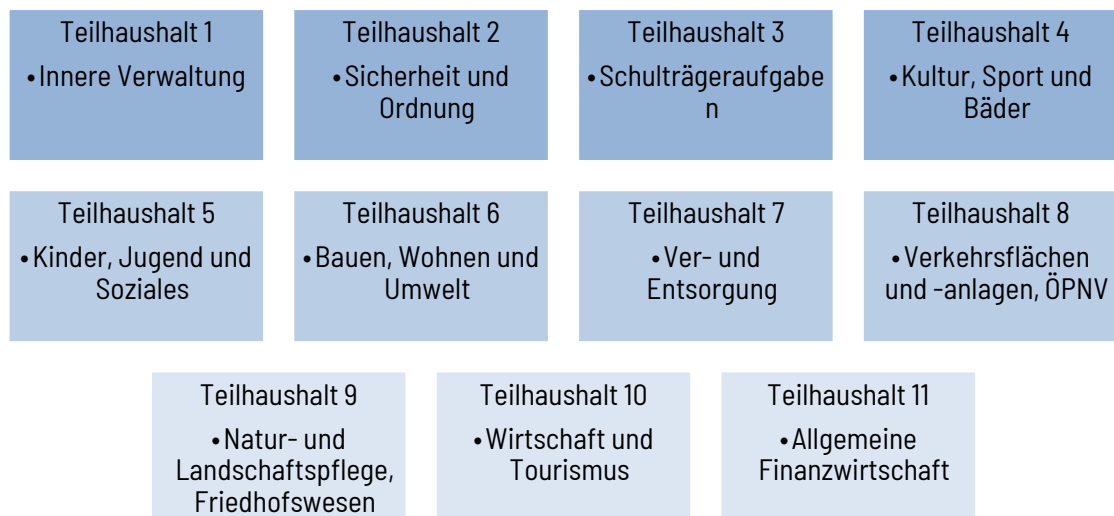 Teilhaushalt 1
•Innere Verwaltung
Teilhaushalt 2
•Sicherheit und
Ordnung
Teilhaushalt 3
•Schulträgeraufgabe
n
Teilhaushalt 4
•Kultur, Sport und
Bäder
Teilhaushalt 5
•Kinder, Jugend und
Soziales
Teilhaushalt 6
•Bauen, Wohnen und
Umwelt
Teilhaushalt 7
•Ver- und
Entsorgung
Teilhaushalt 8
•Verkehrsflächen
und -anlagen, ÖPNV
Teilhaushalt 9
•Natur- und
Landschaftspflege,
Friedhofswesen
Teilhaushalt 10
•Wirtschaft und
Tourismus
Teilhaushalt 11
•Allgemeine
Finanzwirtschaft